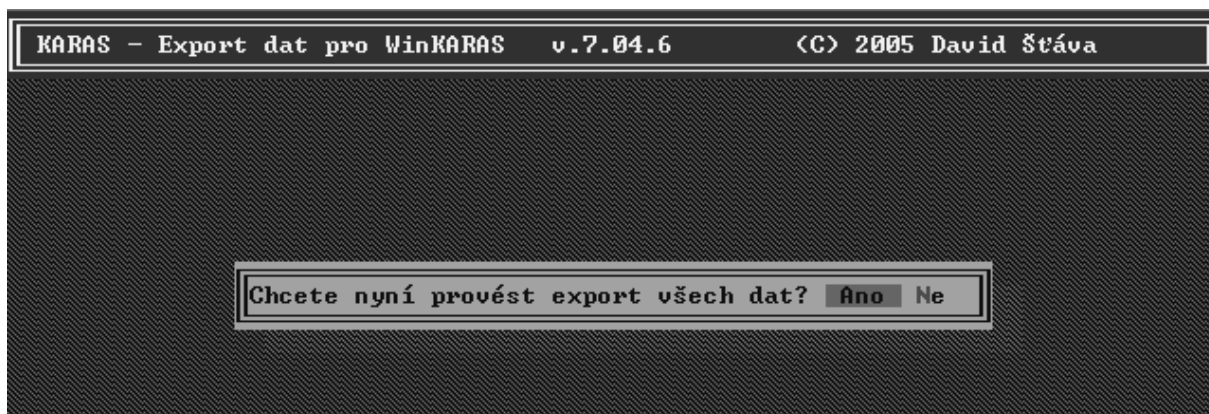 KARAS - Export dat pro WinKARAS v.7.04.6 (C) 2005 David Šťáva
Chcete nyní provést export všech dat? Ano Ne